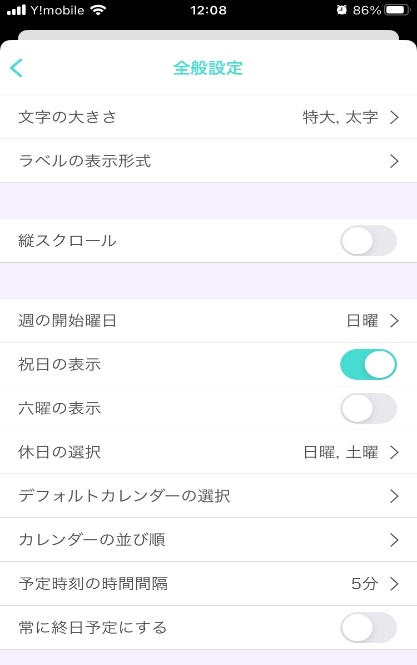 Y!mobile 12:08 86%
全般設定
文字の大きさ 特大, 太字
ラベルの表示形式
縦スクロール
週の開始曜日 日曜
祝日の表示
六曜の表示
休日の選択 日曜, 土曜
デフォルトカレンダーの選択
カレンダーの並び順
予定時刻の時間間隔 5分
常に終日予定にする